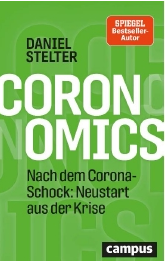 SPIEGEL
Bestseller-
Autor
DANIEL
STELTER
CORON
OMICS
Nach dem Corona-
Schock: Neustart
aus der Krise
campus